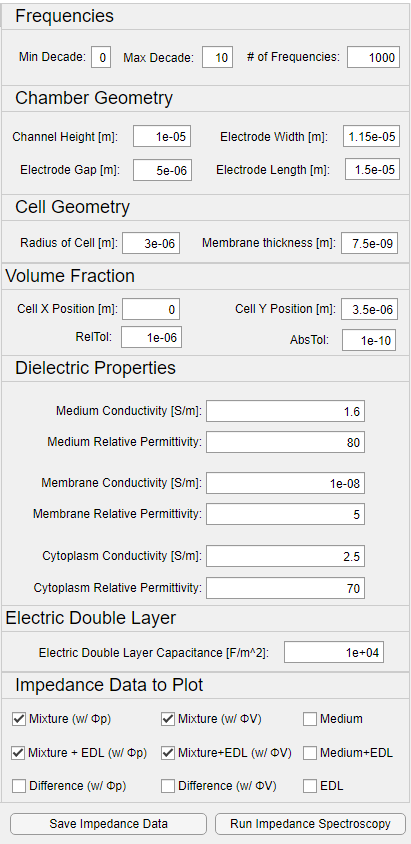 Frequencies
Min Decade: 0 Max Decade: 10 # of Frequencies: 1000
Chamber Geometry
Channel Height [m]: 1e-05 Electrode Width [m]: 1.15e-05
Electrode Gap [m]: 5e-06 Electrode Length [m]: 1.5e-05
Cell Geometry
Radius of Cell [m]: 3e-06 Membrane thickness [m]: 7.5e-09
Volume Fraction
Cell X Position [m]: 0 Cell Y Position [m]: 3.5e-06
RelTol: 1e-06 AbsTol: 1e-10
Dielectric Properties
Medium Conductivity [S/m]: 1.6
Medium Relative Permittivity: 80
Membrane Conductivity [S/m]: 1e-08
Membrane Relative Permittivity: 5
Cytoplasm Conductivity [S/m]: 2.5
Cytoplasm Relative Permittivity: 70
Electric Double Layer
Electric Double Layer Capacitance [F/m^2]: 1e+04
Impedance Data to Plot
Mixture (w/ Φp) Mixture (w/ ΦV) Medium
Mixture + EDL (w/ Φp) Mixture+EDL (w/ ΦV) Medium+EDL
Difference (w/ Φp) Difference (w/ ΦV) EDL
Save Impedance Data Run Impedance Spectroscopy